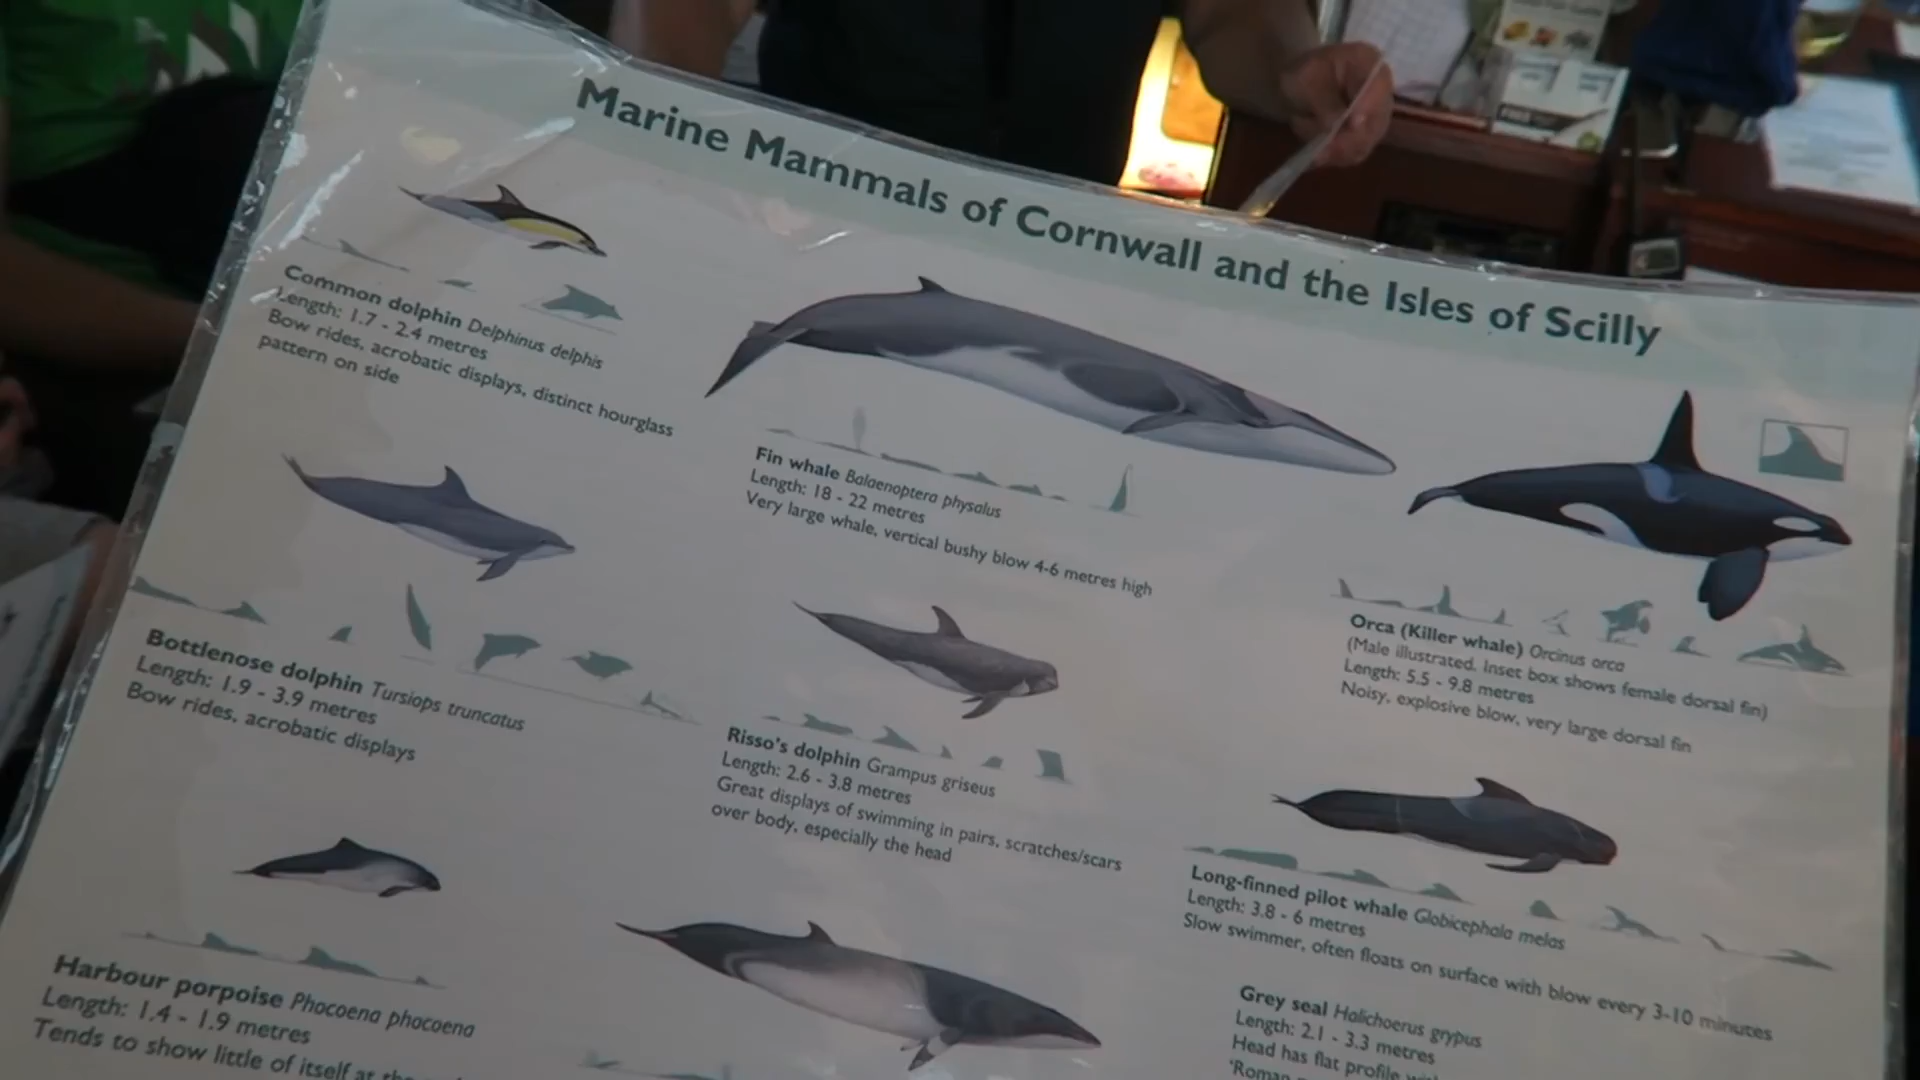 Marine Mammals of Cornwall and the Isles of Scilly
Common dolphin Delphinus delphis
Length: 1.7 - 2.4 metres
Bow rides, acrobatic displays, distinct hourglass
pattern on side
Fin whale Balaenoptera physalus
Length: 18 - 22 metres
Very large whale, vertical bushy blow 4-6 metres high
Orca (Killer whale) Orcinus orca
(Male illustrated. Inset box shows female dorsal fin)
Length: 5.5 - 9.8 metres
Noisy, explosive blow, very large dorsal fin
Bottlenose dolphin Tursiops truncatus
Length: 1.9 - 3.9 metres
Bow rides, acrobatic displays
Risso's dolphin Grampus griseus
Length: 2.6 - 3.8 metres
Great displays of swimming in pairs, scratches/scars
over body, especially the head
Long-finned pilot whale Globicephala melas
Length: 3.8 - 6 metres
Slow swimmer, often floats on surface with blow every 3-10 minutes
Harbour porpoise Phocoena phocoena
Length: 1.4 - 1.9 metres
Tends to show little of itself at the
Grey seal Halichoerus grypus
Length: 2.1 - 3.3 metres
Head has flat profile
'Roman